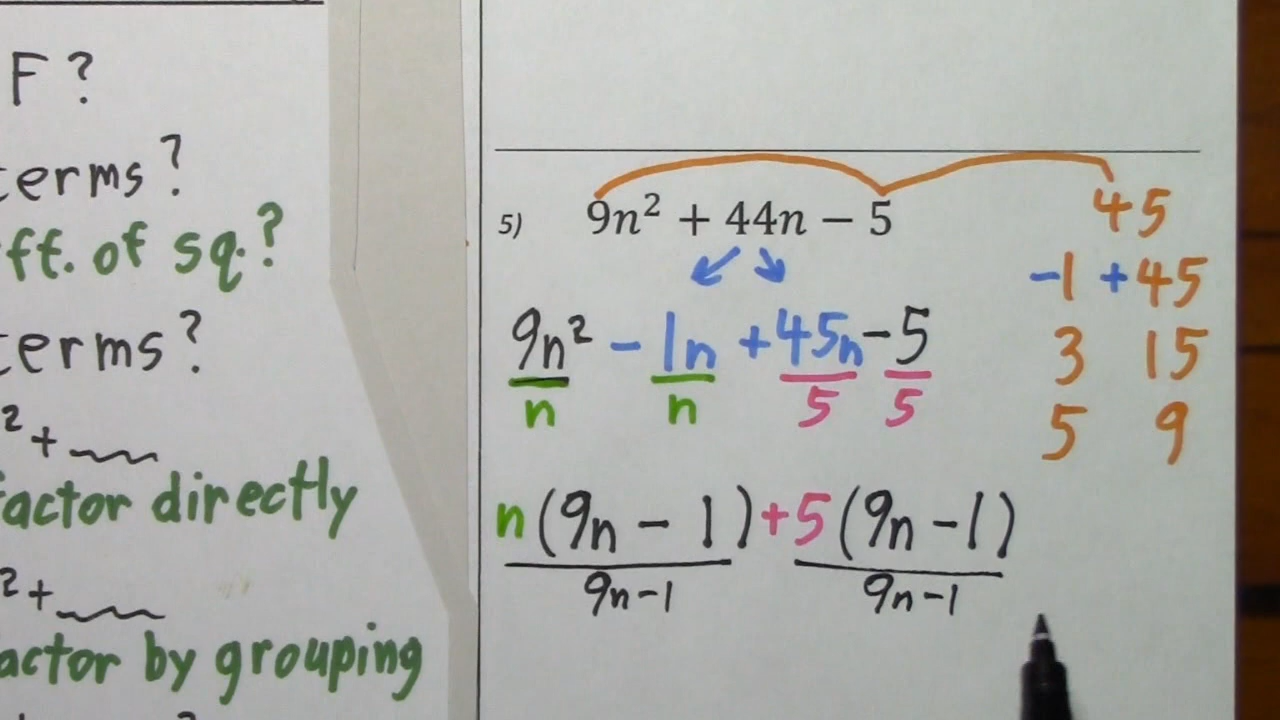 F ?
terms ?
ff. of sq. ?
terms ?
² + 
factor directly
² + 
factor by grouping
?
5) 9n² + 44n − 5
45
-1 +45
3 15
5 9
9n² - 1n + 45n - 5
n n 5 5
n(9n - 1) + 5(9n - 1)
9n-1 9n-1